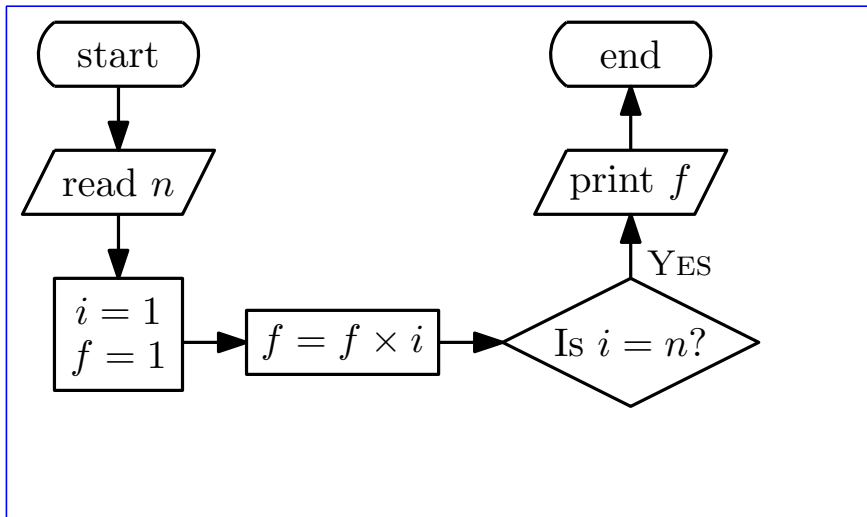 start
read n
i = 1
f = 1
f = f × i
Is i = n?
YES
print f
end